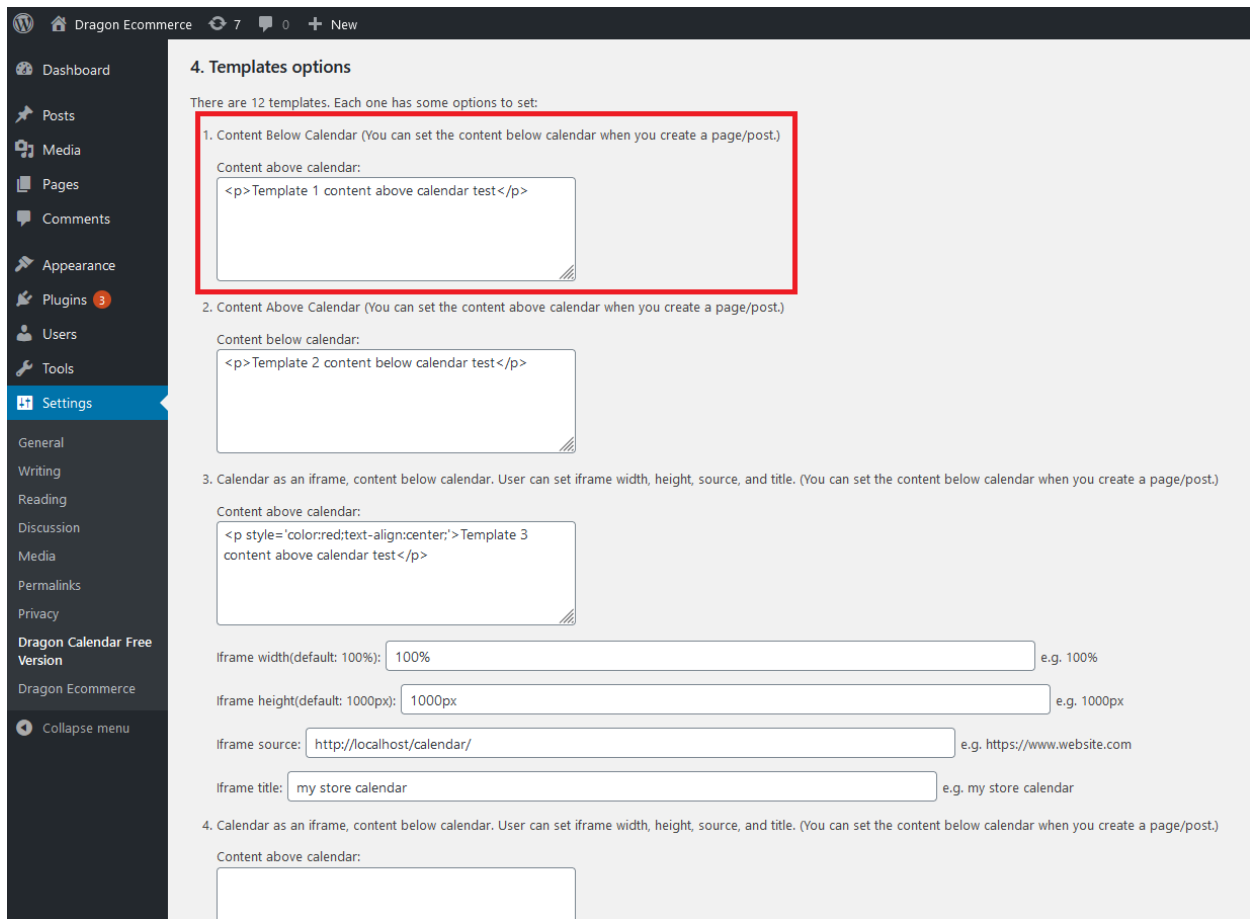 Dragon Ecommerce 7 0 + New
Dashboard
Posts
Media
Pages
Comments
Appearance
Plugins 3
Users
Tools
Settings
General
Writing
Reading
Discussion
Media
Permalinks
Privacy
Dragon Calendar Free
Version
Dragon Ecommerce
Collapse menu
4. Templates options
There are 12 templates. Each one has some options to set:
1. Content Below Calendar (You can set the content below calendar when you create a page/post.)
Content above calendar:
<p>Template 1 content above calendar test</p>
2. Content Above Calendar (You can set the content above calendar when you create a page/post.)
Content below calendar:
<p>Template 2 content below calendar test</p>
3. Calendar as an iframe, content below calendar. User can set iframe width, height, source, and title. (You can set the content below calendar when you create a page/post.)
Content above calendar:
<p style='color:red;text-align:center;'>Template 3
content above calendar test</p>
Iframe width(default: 100%): 100% e.g. 100%
Iframe height(default: 1000px): 1000px e.g. 1000px
Iframe source: http://localhost/calendar/ e.g. https://www.website.com
Iframe title: my store calendar e.g. my store calendar
4. Calendar as an iframe, content below calendar. User can set iframe width, height, source, and title. (You can set the content below calendar when you create a page/post.)
Content above calendar: